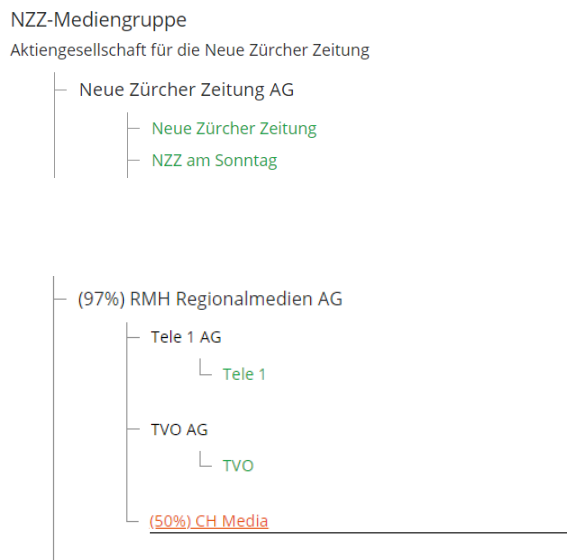 NZZ-Mediengruppe
Aktiengesellschaft für die Neue Zürcher Zeitung
Neue Zürcher Zeitung AG
Neue Zürcher Zeitung
NZZ am Sonntag
(97%) RMH Regionalmedien AG
Tele 1 AG
Tele 1
TVO AG
TVO
(50%) CH Media